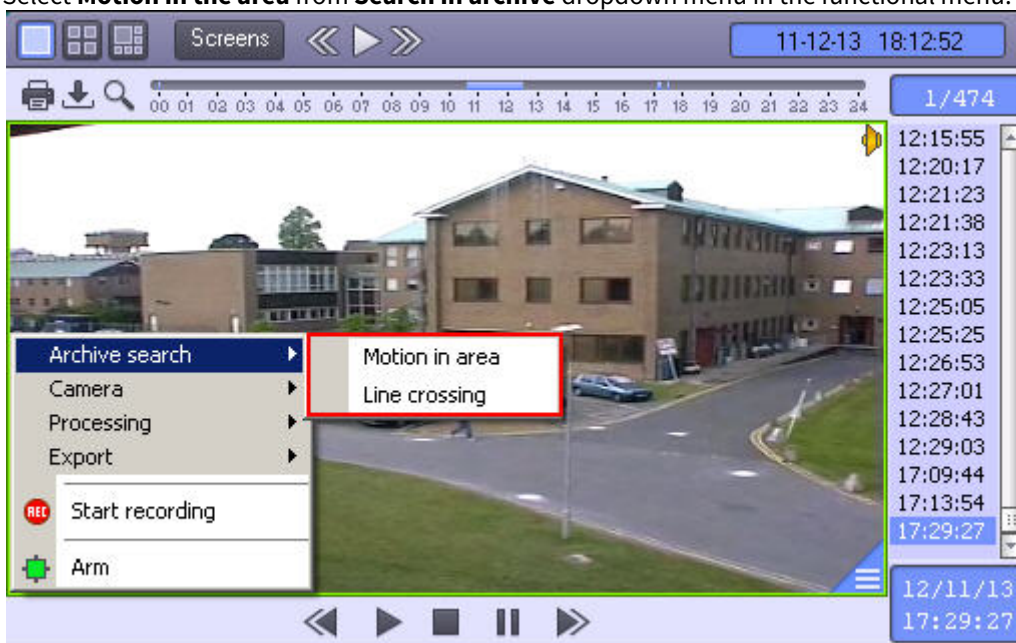 Select Motion in the area from Search in archive dropdown menu in the functional menu.
Screens
11-12-13 18:12:52
00 01 02 03 04 05 06 07 08 09 10 11 12 13 14 15 16 17 18 19 20 21 22 23 24
1/474
12:15:55
12:20:17
12:21:23
12:21:38
12:23:13
12:23:33
12:25:05
12:25:25
12:26:53
12:27:01
12:28:43
12:29:03
17:09:44
17:13:54
17:29:27
Archive search
Motion in area
Camera
Line crossing
Processing
Export
REC Start recording
Arm
12/11/13
17:29:27